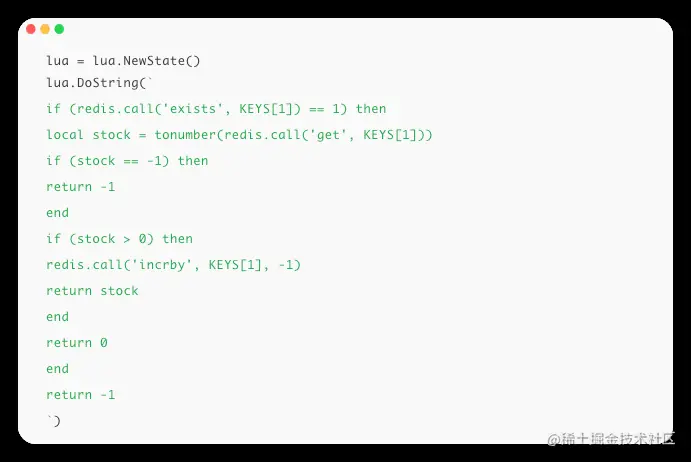 lua = lua.NewState()
lua.DoString(`
if (redis.call('exists', KEYS[1]) == 1) then
local stock = tonumber(redis.call('get', KEYS[1]))
if (stock == -1) then
return -1
end
if (stock > 0) then
redis.call('incrby', KEYS[1], -1)
return stock
end
return 0
end
return -1
`)
@稀土掘金技术社区